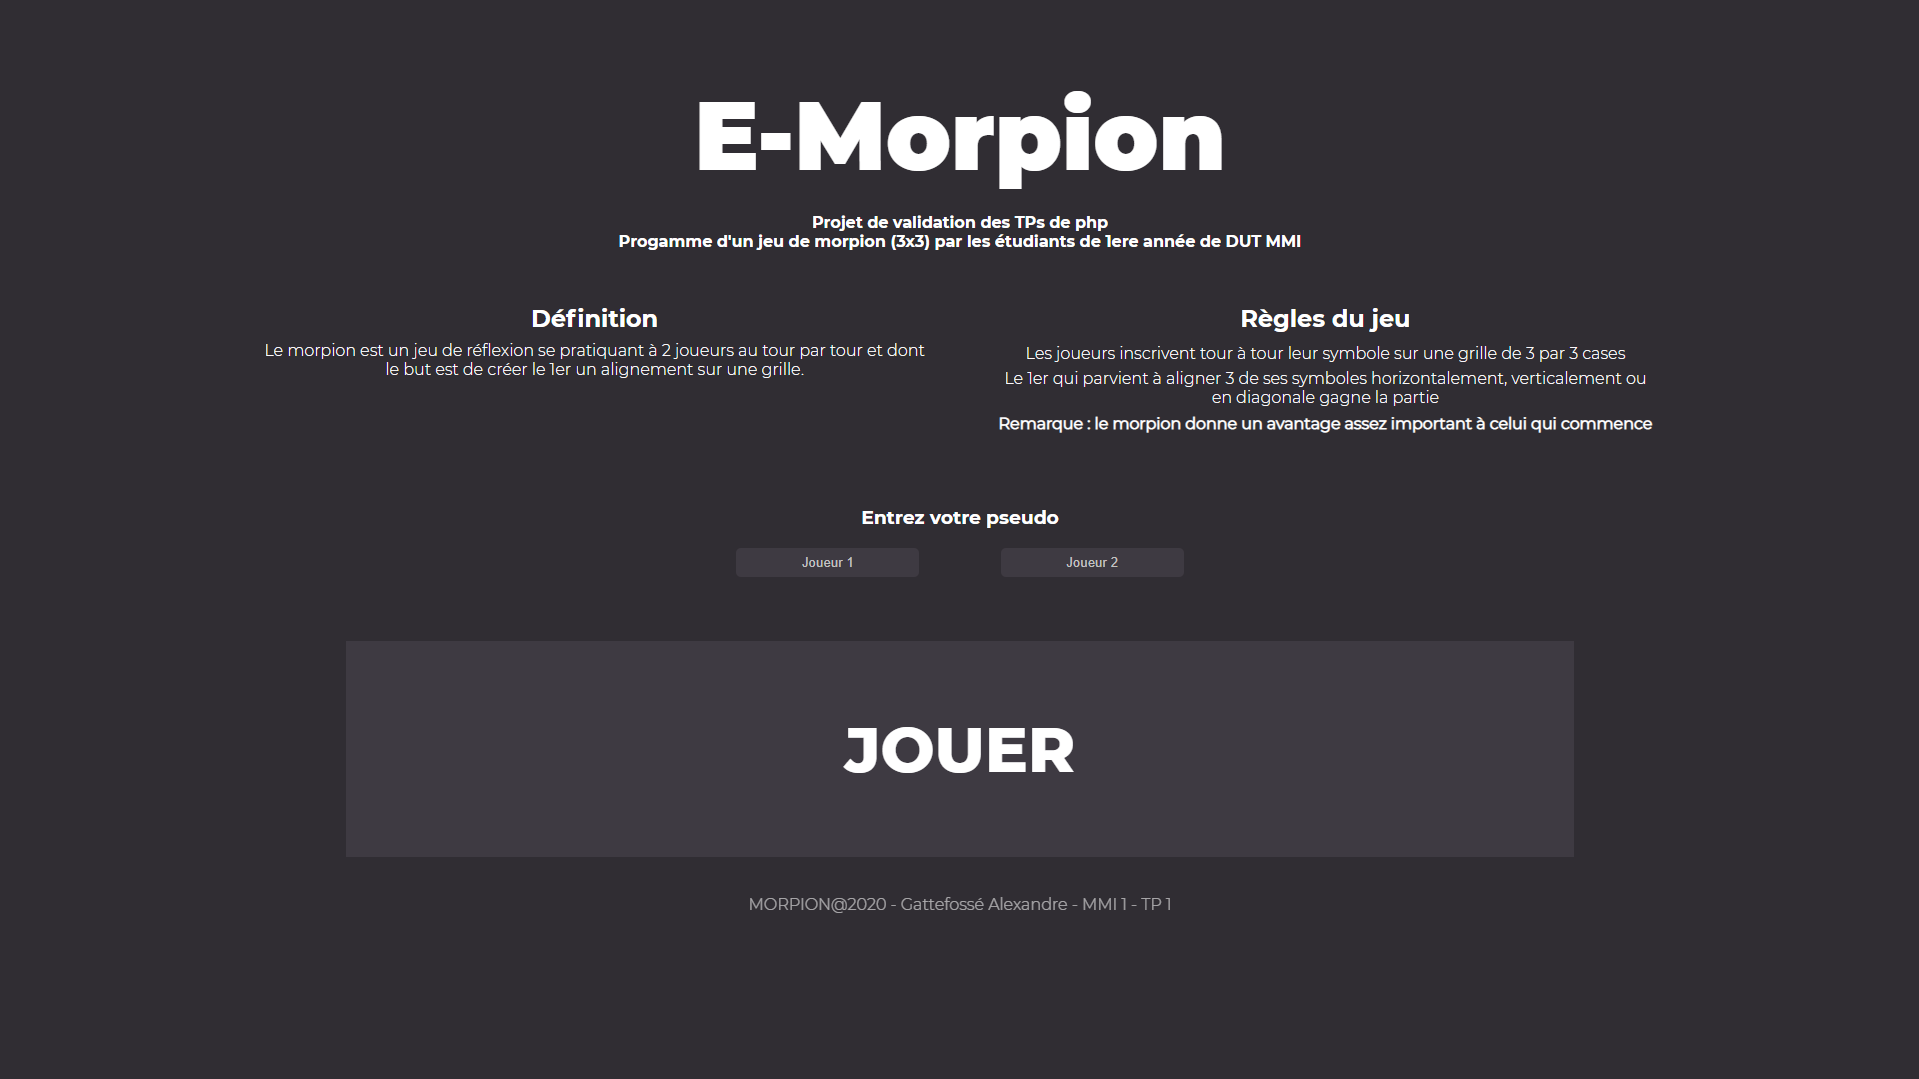 E-Morpion
Projet de validation des TPs de php
Progamme d'un jeu de morpion (3x3) par les étudiants de 1ere année de DUT MMI
Définition
Le morpion est un jeu de réflexion se pratiquant à 2 joueurs au tour par tour et dont
le but est de créer le 1er un alignement sur une grille.
Règles du jeu
Les joueurs inscrivent tour à tour leur symbole sur une grille de 3 par 3 cases
Le 1er qui parvient à aligner 3 de ses symboles horizontalement, verticalement ou
en diagonale gagne la partie
Remarque : le morpion donne un avantage assez important à celui qui commence
Entrez votre pseudo
Joueur 1
Joueur 2
JOUER
MORPION@2020 - Gattefossé Alexandre - MMI 1 - TP 1